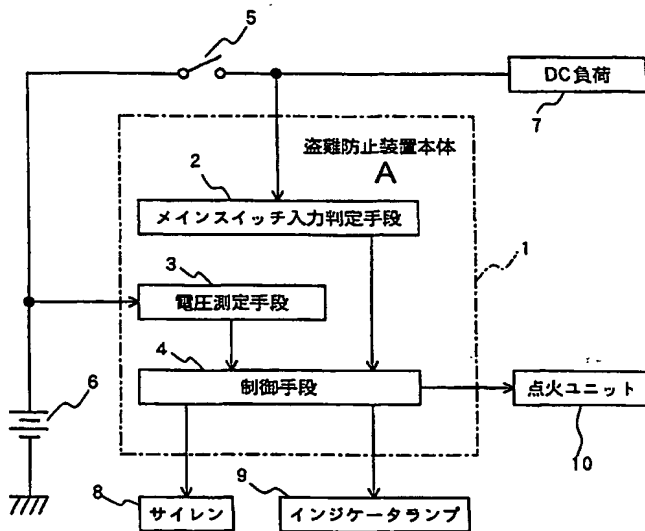 5
DC負荷
7
盗難防止装置本体
A
2
メインスイッチ入力判定手段
1
3
電圧測定手段
4
制御手段
6
点火ユニット
10
8
サイレン
9
インジケータランプ